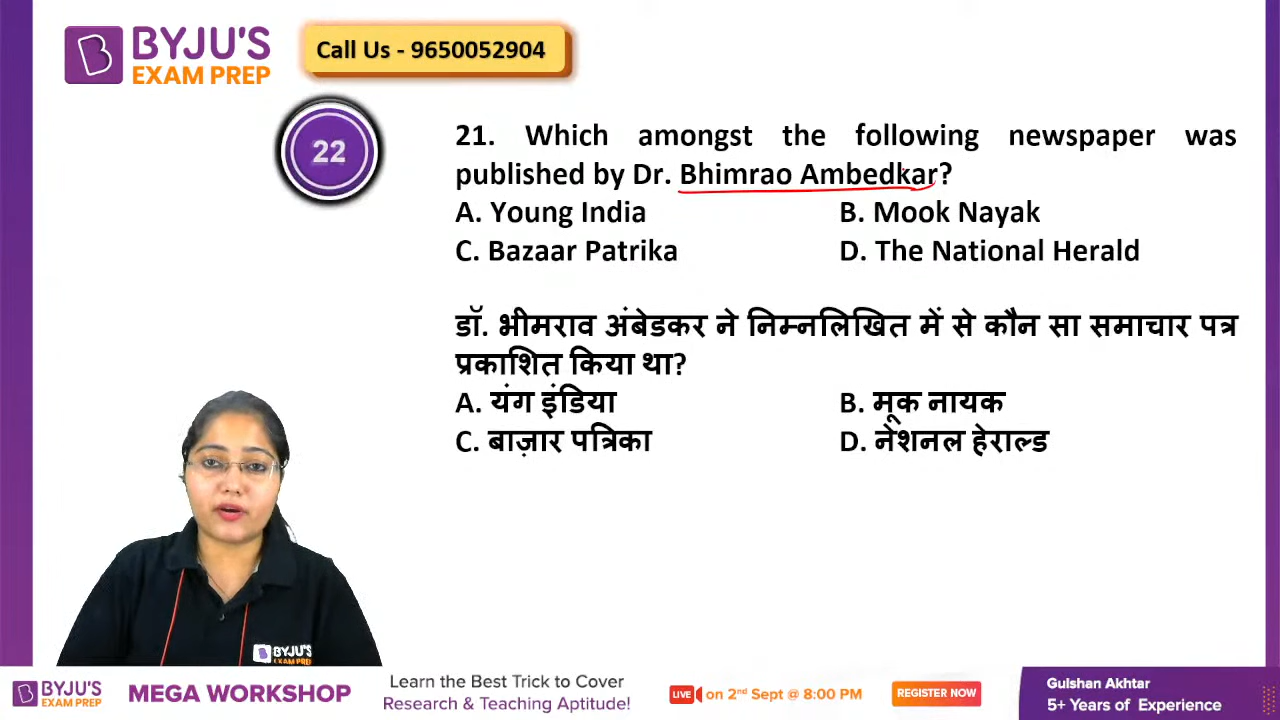 BYJU'S
EXAM PREP
Call Us - 9650052904
22
21. Which amongst the following newspaper was
published by Dr. Bhimrao Ambedkar?
A. Young India
B. Mook Nayak
C. Bazaar Patrika
D. The National Herald
डॉ. भीमराव अंबेडकर ने निम्नलिखित में से कौन सा समाचार पत्र
प्रकाशित किया था?
A. यंग इंडिया
B. मूक नायक
C. बाज़ार पत्रिका
D. नेशनल हेराल्ड
BYJU'S
EXAM PREP
BYJU'S
EXAM PREP
MEGA WORKSHOP
Learn the Best Trick to Cover
Research & Teaching Aptitude!
LIVE on 2nd Sept @ 8:00 PM
REGISTER NOW
Gulshan Akhtar
5+ Years of Experience